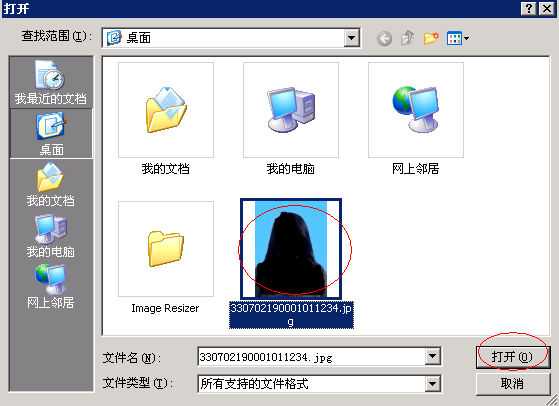 打开
查找范围(I):
桌面
我最近的文档
桌面
我的文档
我的电脑
网上邻居
我的文档
我的电脑
网上邻居
Image Resizer
330702190001011234.jp
g
文件名(N):
330702190001011234.jpg
打开(O)
文件类型(T):
所有支持的文件格式
取消